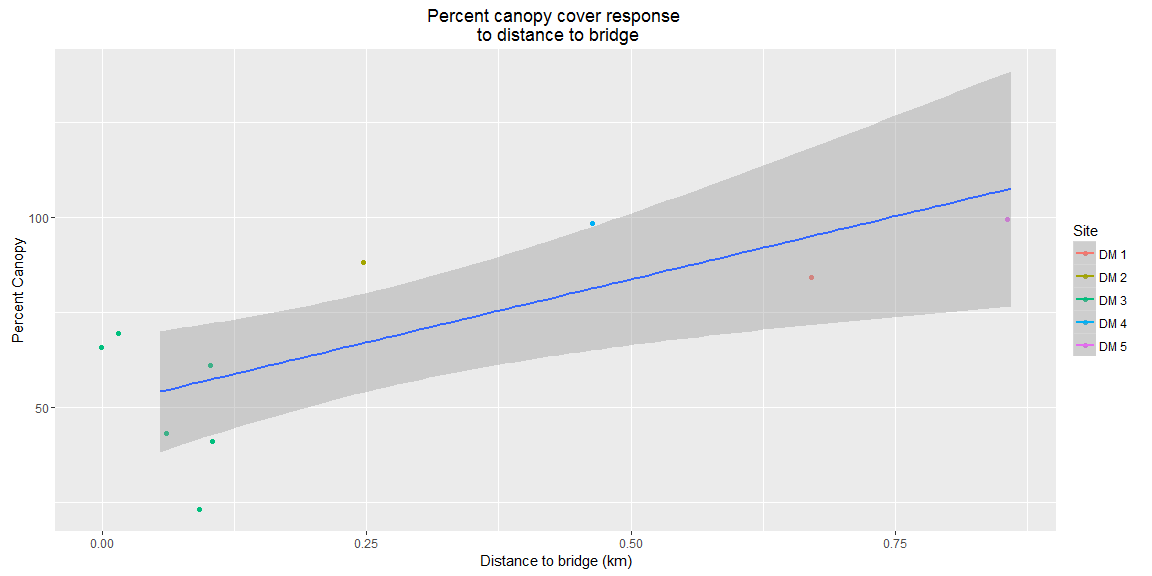 Percent canopy cover response
to distance to bridge
Percent Canopy
100
50
0.00
0.25
0.50
0.75
Distance to bridge (km)
Site
DM 1
DM 2
DM 3
DM 4
DM 5